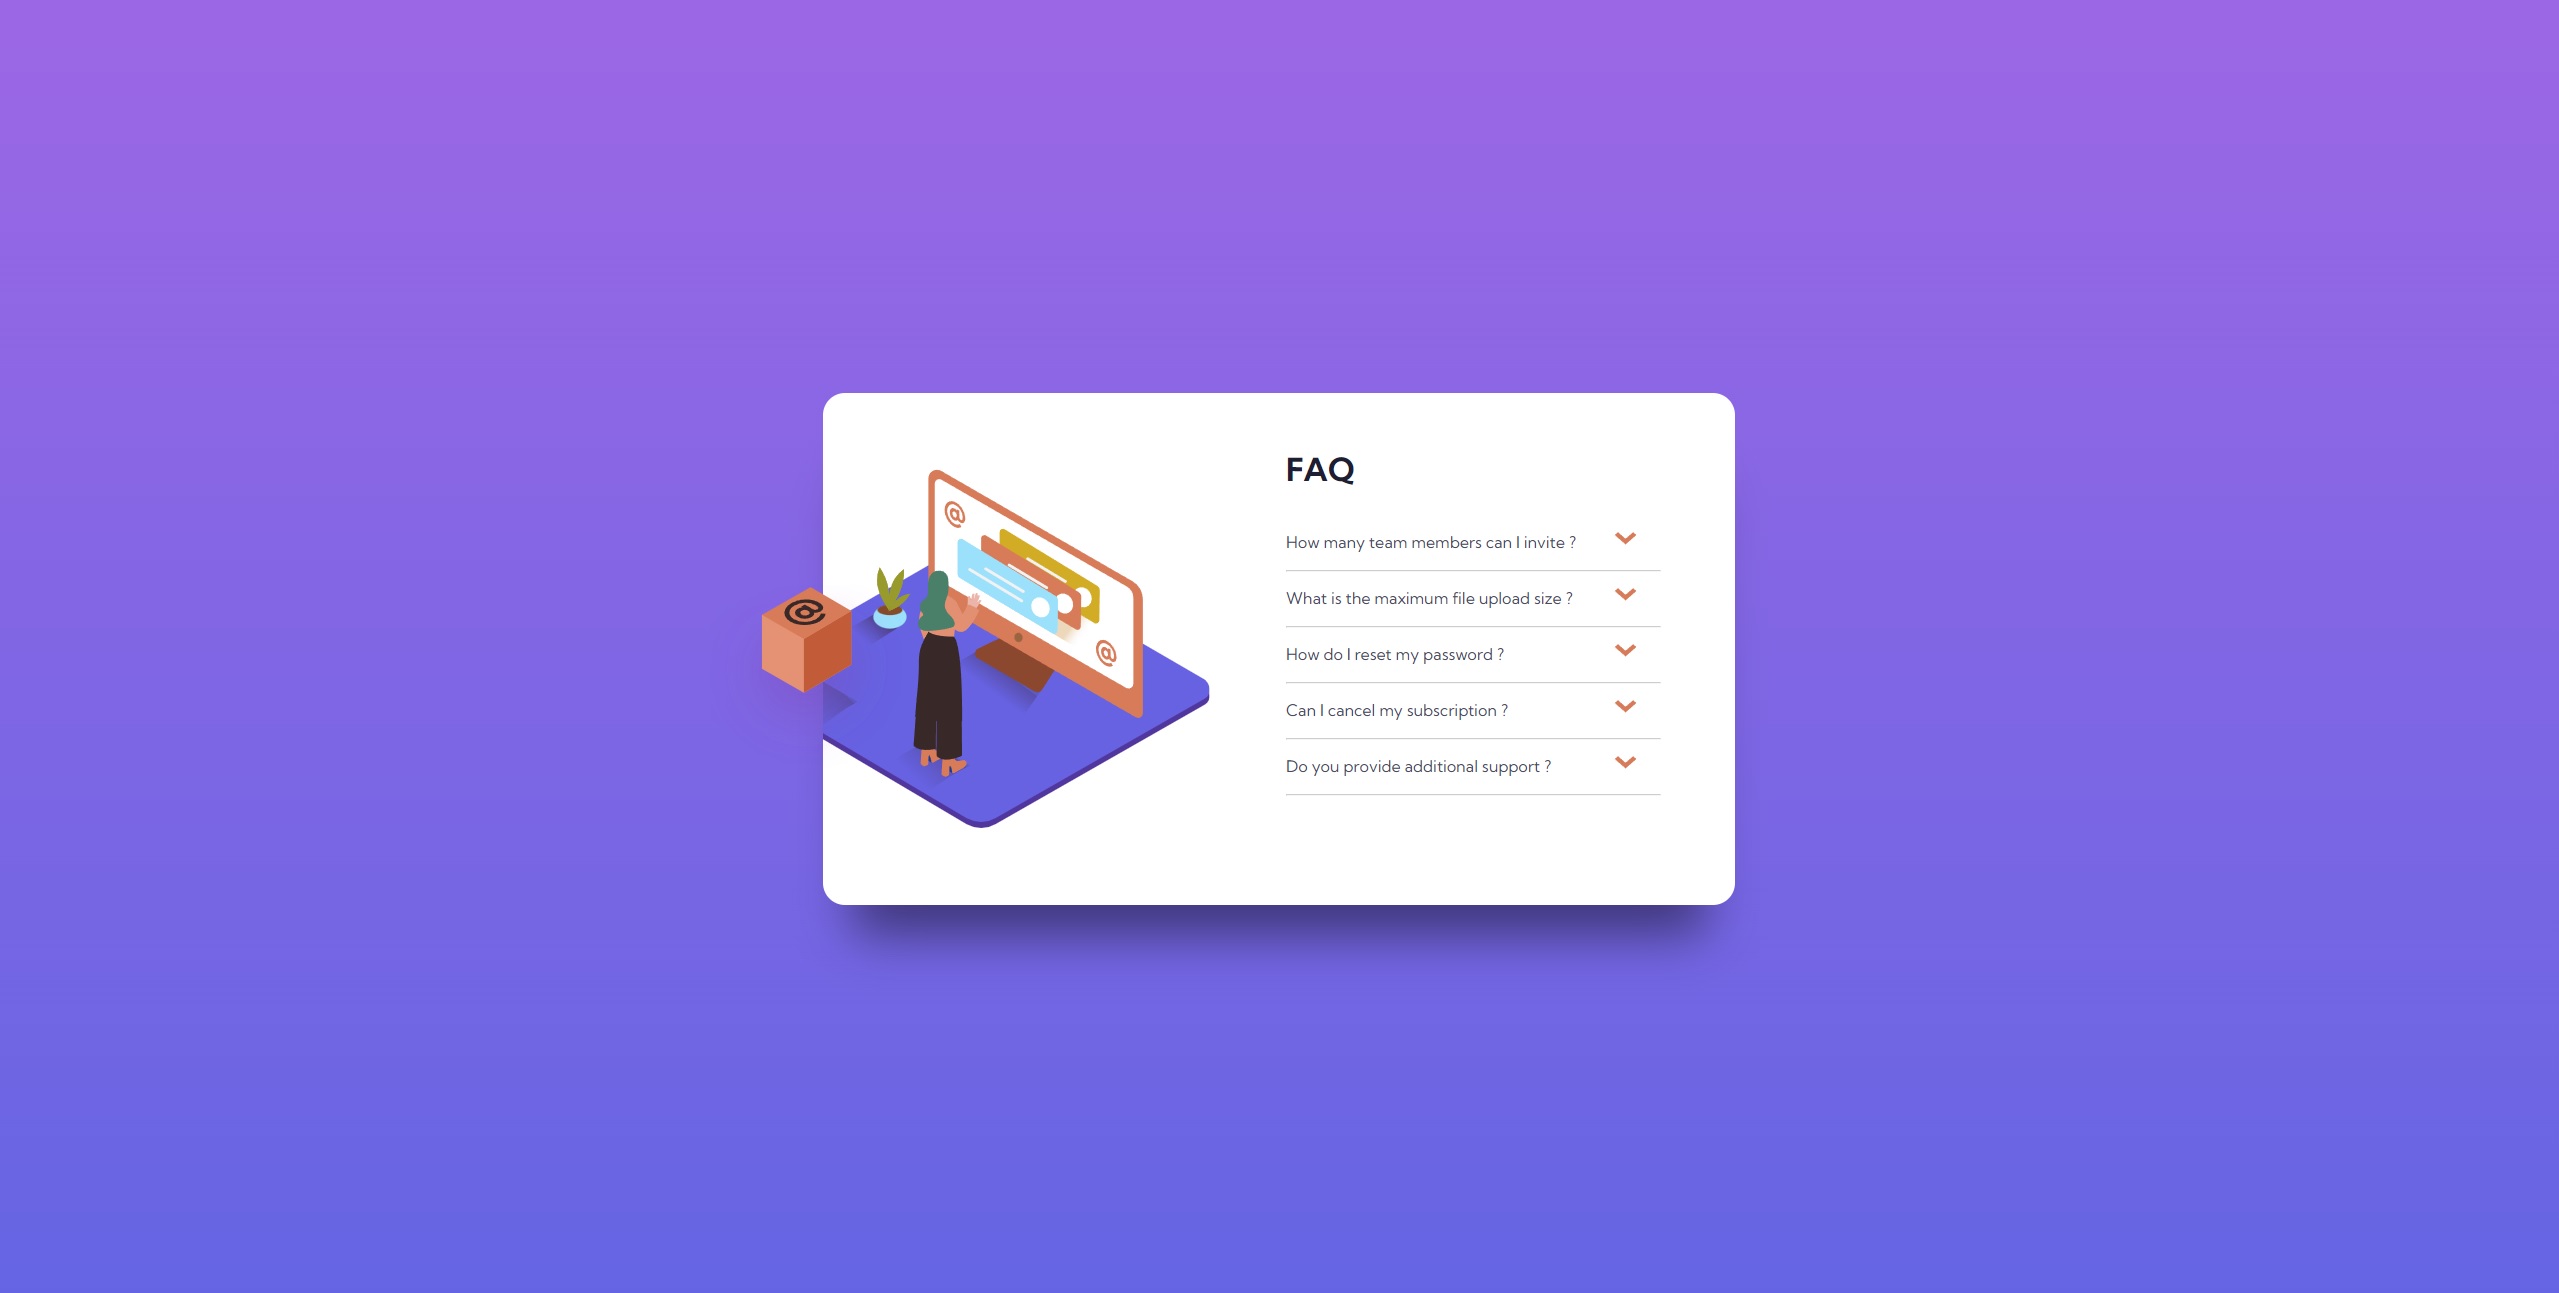 FAQ
How many team members can I invite ?
What is the maximum file upload size ?
How do I reset my password ?
Can I cancel my subscription ?
Do you provide additional support ?
@
@
@